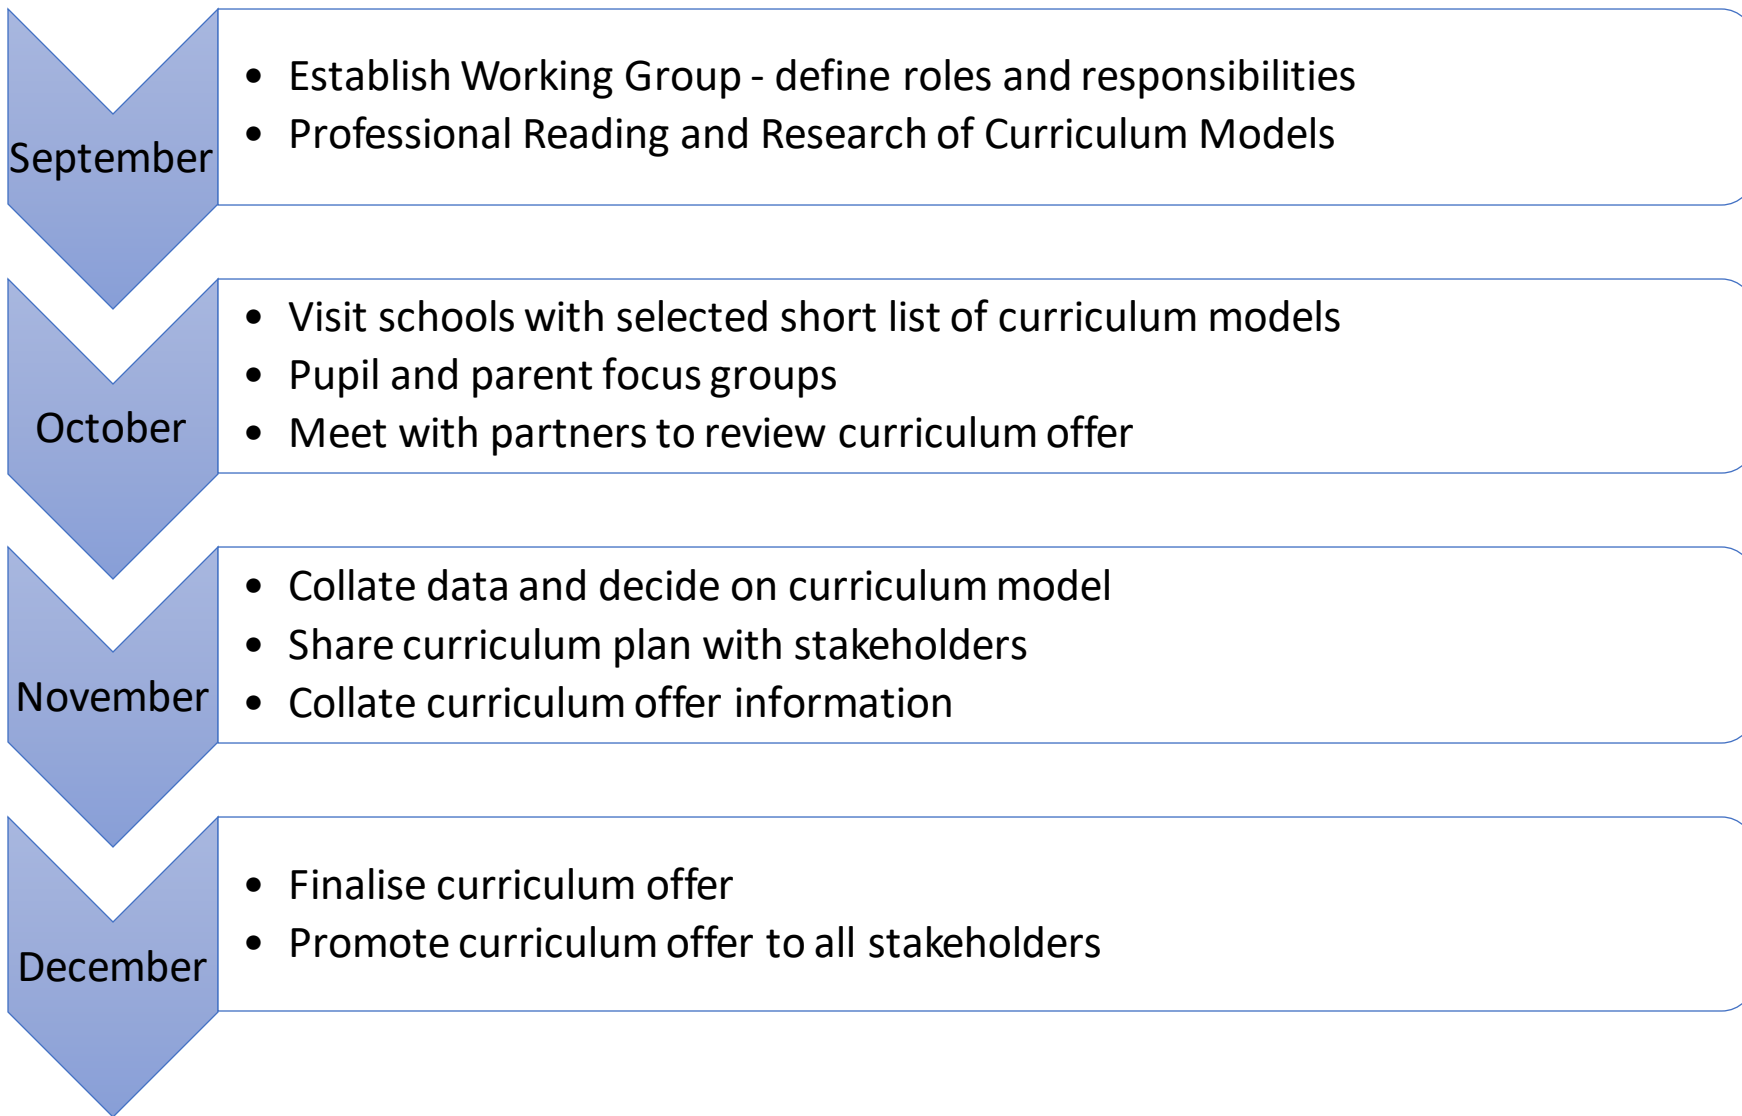 September
• Establish Working Group - define roles and responsibilities
• Professional Reading and Research of Curriculum Models
October
• Visit schools with selected short list of curriculum models
• Pupil and parent focus groups
• Meet with partners to review curriculum offer
November
• Collate data and decide on curriculum model
• Share curriculum plan with stakeholders
• Collate curriculum offer information
December
• Finalise curriculum offer
• Promote curriculum offer to all stakeholders